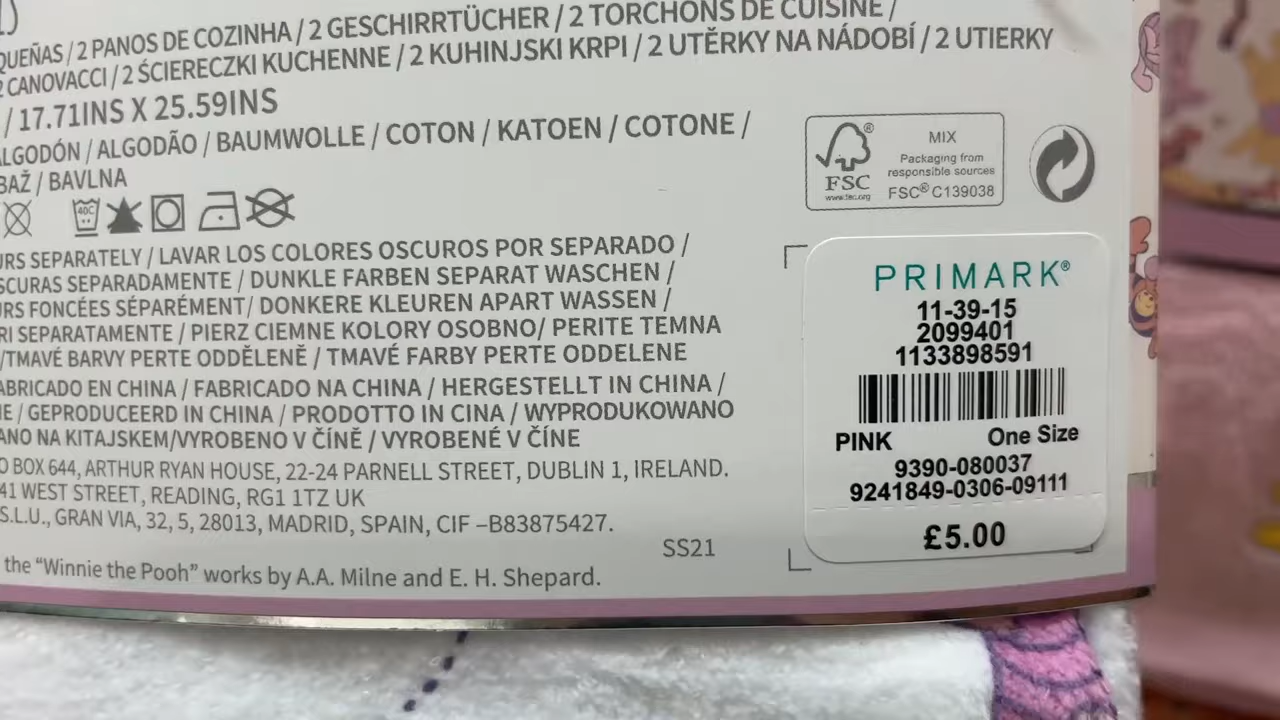 QUEÑAS / 2 PANOS DE COZINHA / 2 GESCHIRRTÜCHER / 2 TORCHONS DE CUISINE /
2 CANOVACCI / 2 ŚCIERECZKI KUCHENNE / 2 KUHINJSKI KRPI / 2 UTĚRKY NA NÁDOBÍ / 2 UTIERKY
/ 17.71INS X 25.59INS
ALGODÓN / ALGODÃO / BAUMWOLLE / COTON / KATOEN / COTONE /
BAŽ / BAVLNA
40C
URS SEPARATELY / LAVAR LOS COLORES OSCUROS POR SEPARADO /
SCURAS SEPARADAMENTE / DUNKLE FARBEN SEPARAT WASCHEN /
URS FONCÉES SÉPARÉMENT / DONKERE KLEUREN APART WASSEN /
RI SEPARATAMENTE / PIERZ CIEMNE KOLORY OSOBNO/ PERITE TEMNA
/TMAVÉ BARVY PERTE ODDĚLENĚ / TMAVÉ FARBY PERTE ODDELENE
ABRICADO EN CHINA / FABRICADO NA CHINA / HERGESTELLT IN CHINA /
NE / GEPRODUCEERD IN CHINA / PRODOTTO IN CINA / WYPRODUKOWANO
ANO NA KITAJSKEM/VYROBENO V ČÍNĚ / VYROBENÉ V ČÍNE
O BOX 644, ARTHUR RYAN HOUSE, 22-24 PARNELL STREET, DUBLIN 1, IRELAND.
41 WEST STREET, READING, RG1 1TZ UK
S.L.U., GRAN VIA, 32, 5, 28013, MADRID, SPAIN, CIF –B83875427.
SS21
the “Winnie the Pooh” works by A.A. Milne and E. H. Shepard.
FSC®
www.fsc.org
MIX
Packaging from
responsible sources
FSC® C139038
PRIMARK®
11-39-15
2099401
1133898591
PINK One Size
9390-080037
9241849-0306-09111
£5.00